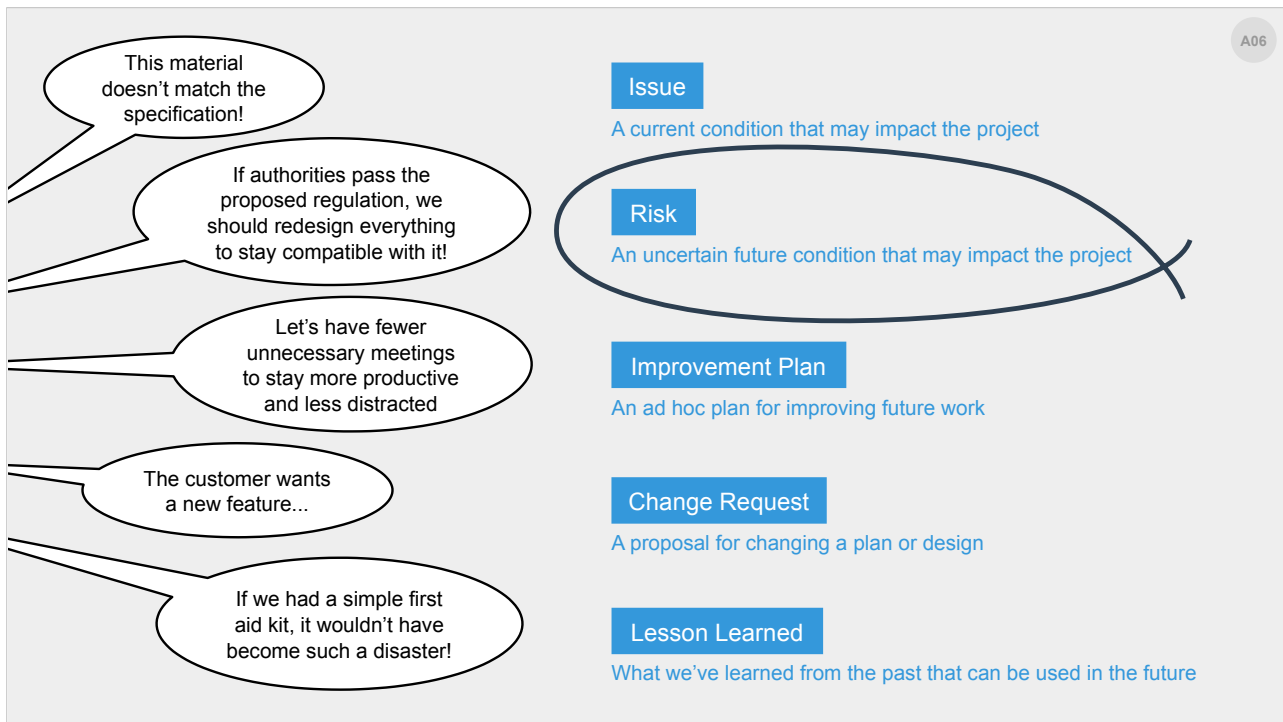 A06
This material
doesn’t match the
specification!
Issue
A current condition that may impact the project
If authorities pass the
proposed regulation, we
should redesign everything
to stay compatible with it!
Risk
An uncertain future condition that may impact the project
Let’s have fewer
unnecessary meetings
to stay more productive
and less distracted
Improvement Plan
An ad hoc plan for improving future work
The customer wants
a new feature...
Change Request
A proposal for changing a plan or design
If we had a simple first
aid kit, it wouldn’t have
become such a disaster!
Lesson Learned
What we’ve learned from the past that can be used in the future